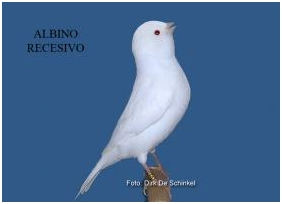 ALBINO
RECESIVO
Foto: Dirk De Schinkel